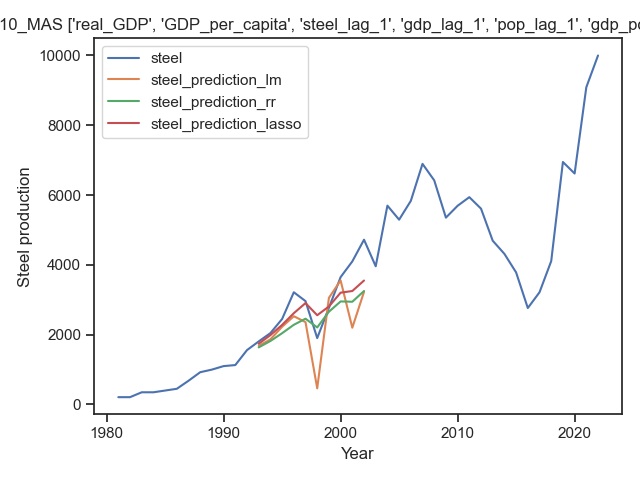 10_MAS ['real_GDP', 'GDP_per_capita', 'steel_lag_1', 'gdp_lag_1', 'pop_lag_1', 'gdp_po
steel
steel_prediction_lm
steel_prediction_rr
steel_prediction_lasso
Steel production
10000
8000
6000
4000
2000
0
1980
1990
2000
2010
2020
Year